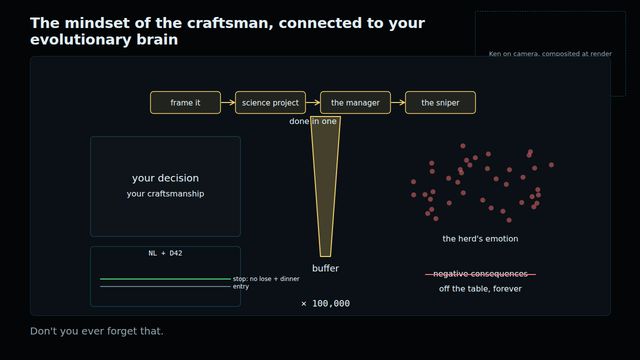 The mindset of the craftsman, connected to your
evolutionary brain
Ken on camera, composited at render
frame it
science project
the manager
the sniper
done in one
your decision
your craftsmanship
the herd's emotion
NL + D42
stop: no lose + dinner
entry
buffer
negative consequences
off the table, forever
× 100,000
Don't you ever forget that.